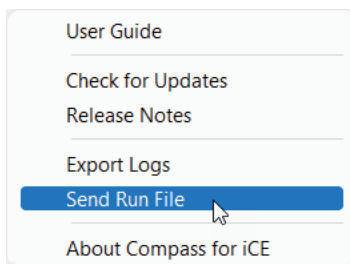 User Guide
Check for Updates
Release Notes
Export Logs
Send Run File
About Compass for iCE